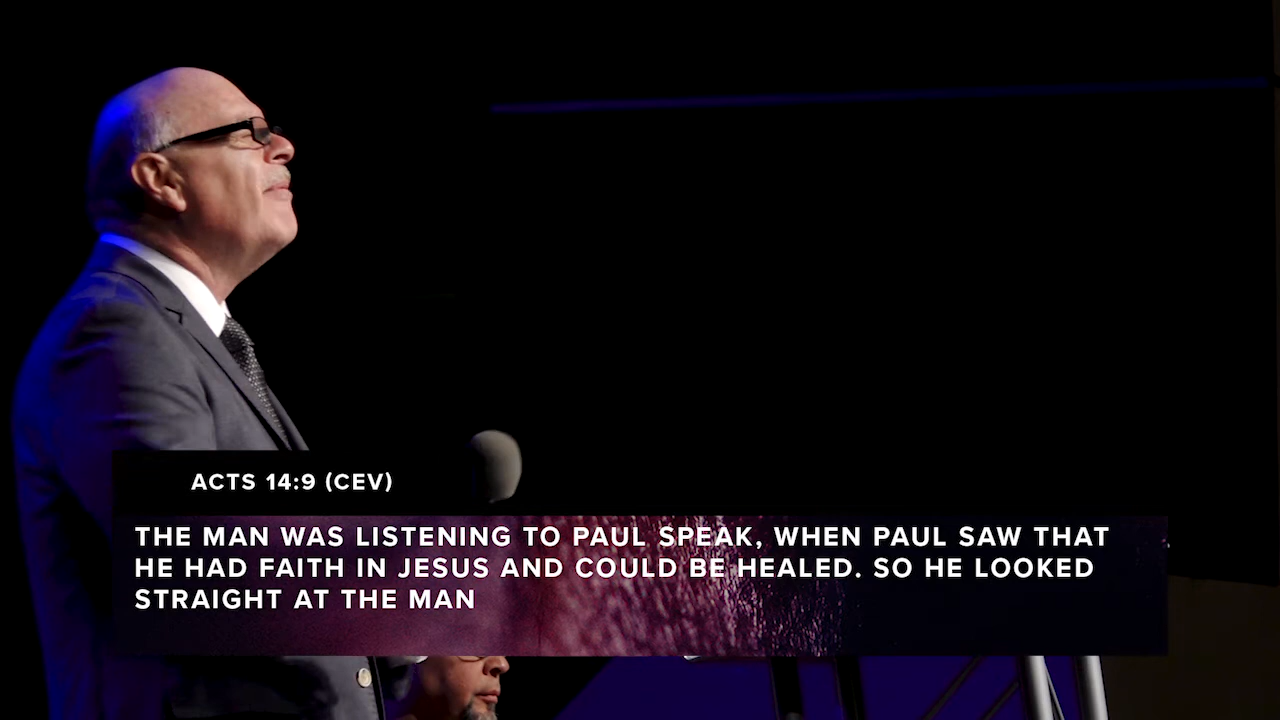 ACTS 14:9 (CEV)
THE MAN WAS LISTENING TO PAUL SPEAK, WHEN PAUL SAW THAT
HE HAD FAITH IN JESUS AND COULD BE HEALED. SO HE LOOKED
STRAIGHT AT THE MAN